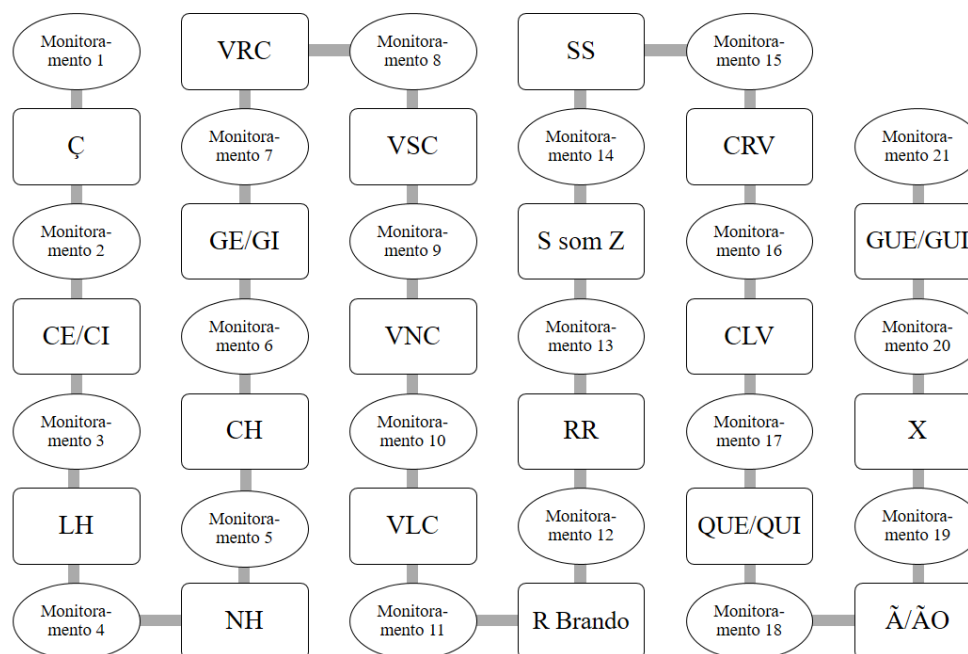 Monitora-
mento 1
Ç
Monitora-
mento 2
CE/CI
Monitora-
mento 3
LH
Monitora-
mento 4
NH
Monitora-
mento 5
CH
Monitora-
mento 6
GE/GI
Monitora-
mento 7
VRC
Monitora-
mento 8
VSC
Monitora-
mento 9
VNC
Monitora-
mento 10
VLC
Monitora-
mento 11
R Brando
Monitora-
mento 12
RR
Monitora-
mento 13
S som Z
Monitora-
mento 14
SS
Monitora-
mento 15
CRV
Monitora-
mento 16
CLV
Monitora-
mento 17
QUE/QUI
Monitora-
mento 18
Ã/ÃO
Monitora-
mento 19
X
Monitora-
mento 20
GUE/GUI
Monitora-
mento 21